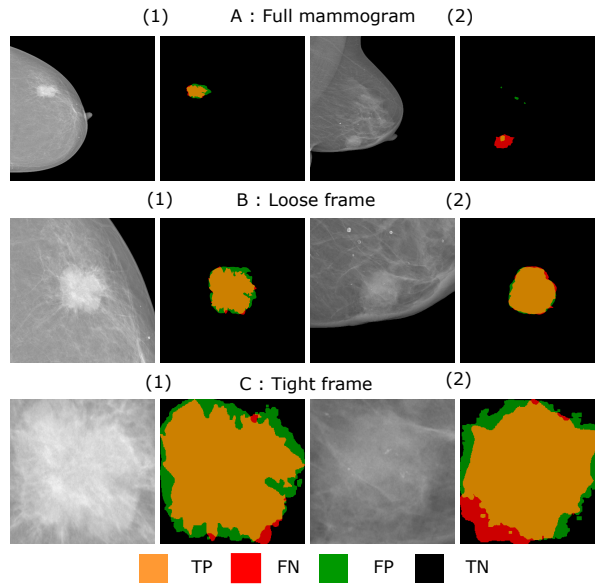 (1) A : Full mammogram (2)
(1) B : Loose frame (2)
(1) C : Tight frame (2)
TP FN FP TN